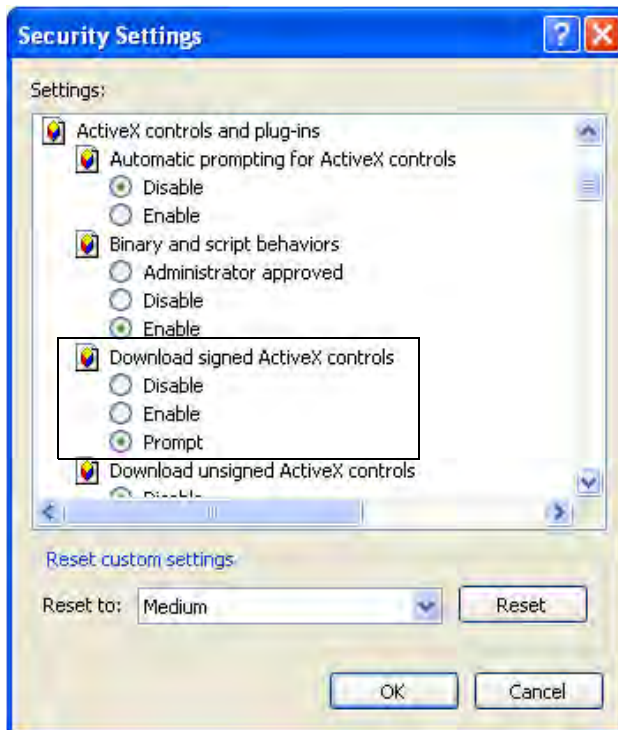 Security Settings
Settings:
ActiveX controls and plug-ins
Automatic prompting for ActiveX controls
Disable
Enable
Binary and script behaviors
Administrator approved
Disable
Enable
Download signed ActiveX controls
Disable
Enable
Prompt
Download unsigned ActiveX controls
Disable
Reset custom settings
Reset to: Medium Reset
OK Cancel